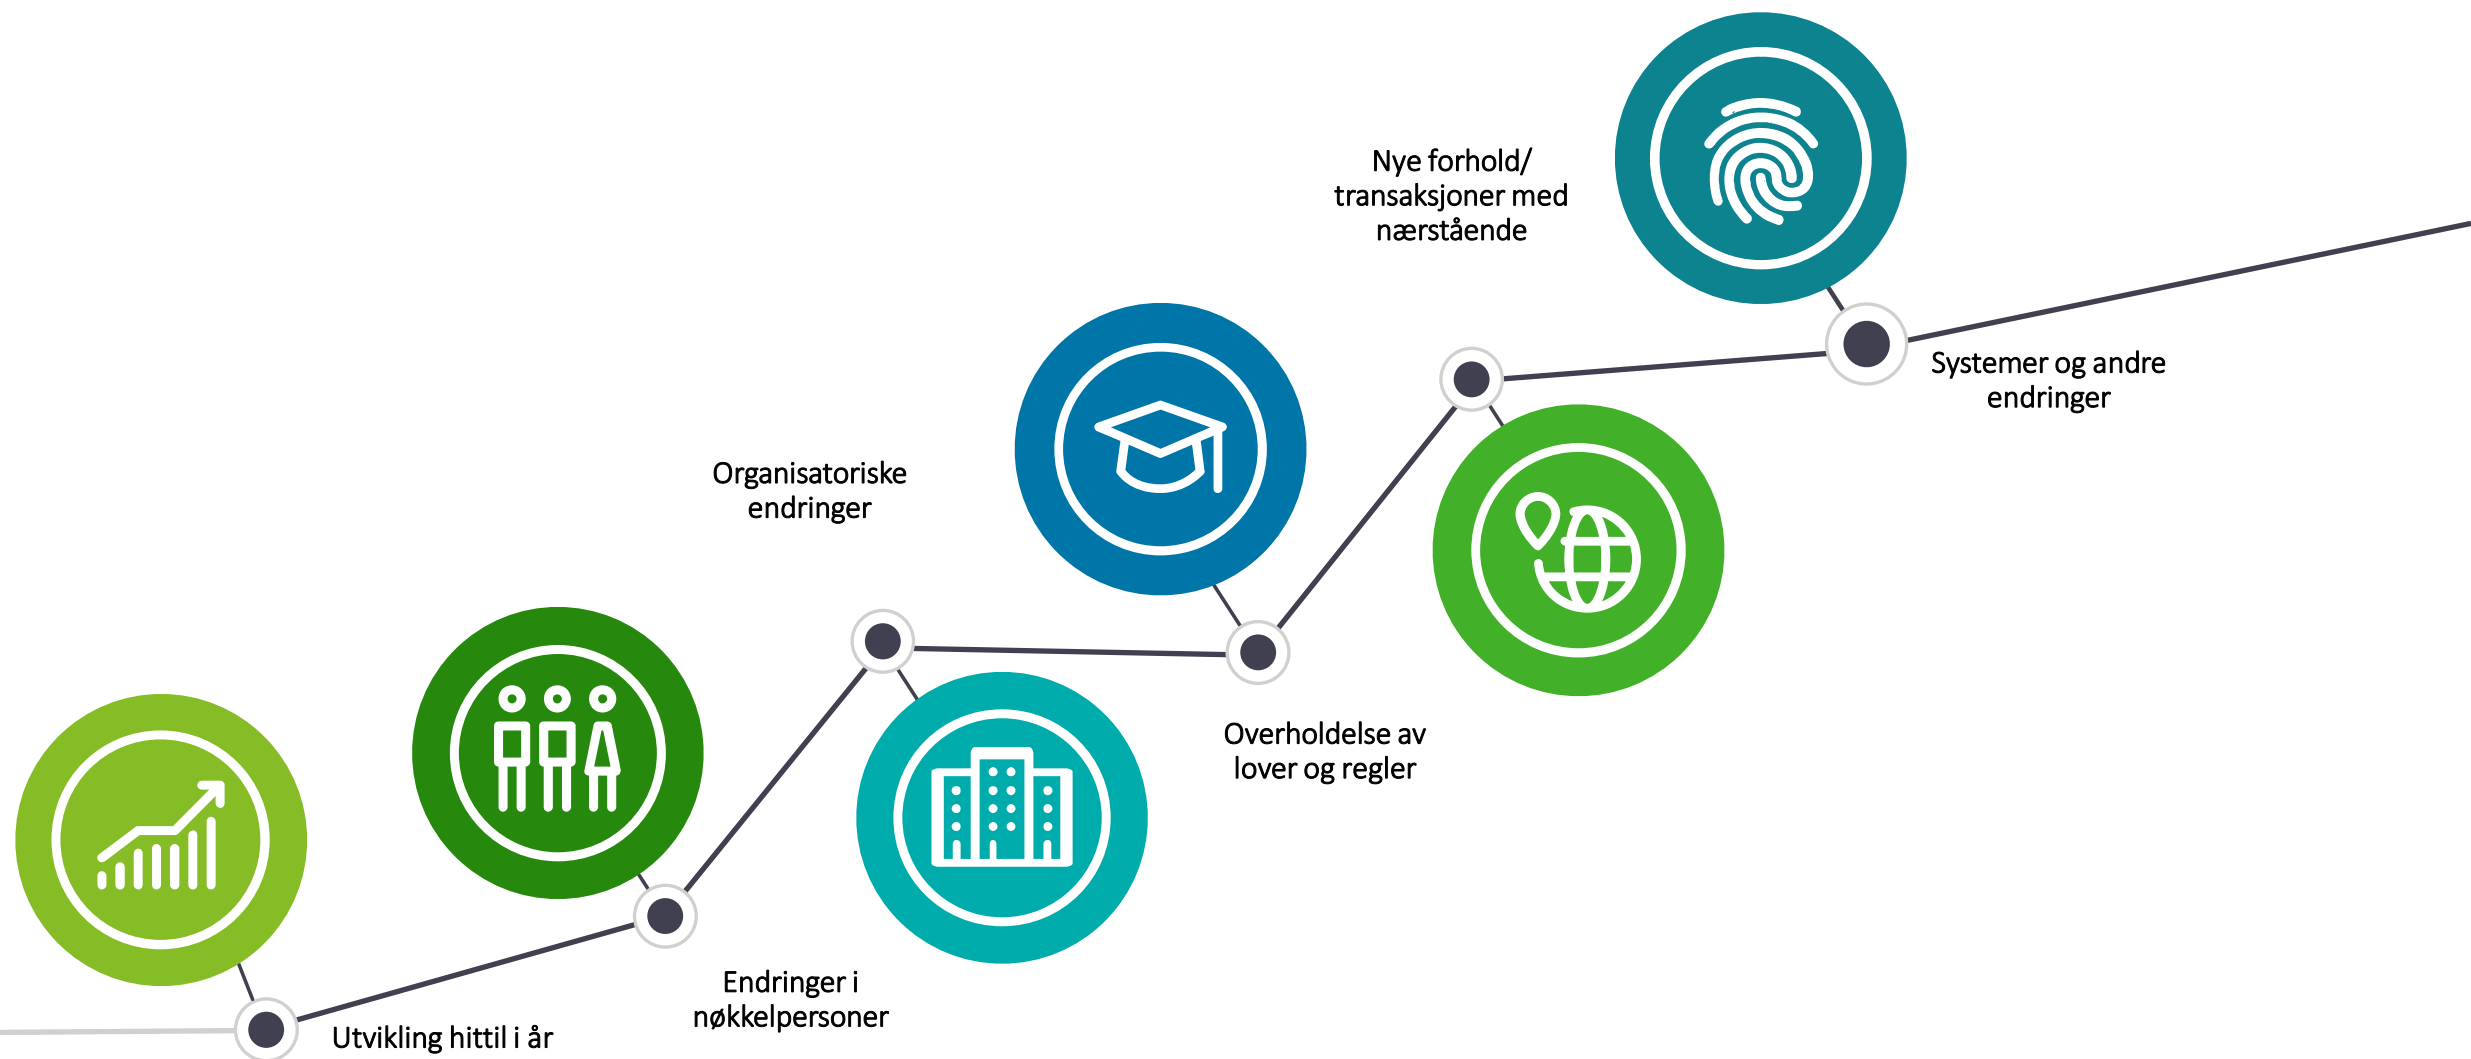 Nye forhold/
transaksjoner med
nærstående
Systemer og andre
endringer
Organisatoriske
endringer
Overholdelse av
lover og regler
Endringer i
nøkkelpersoner
Utvikling hittil i år